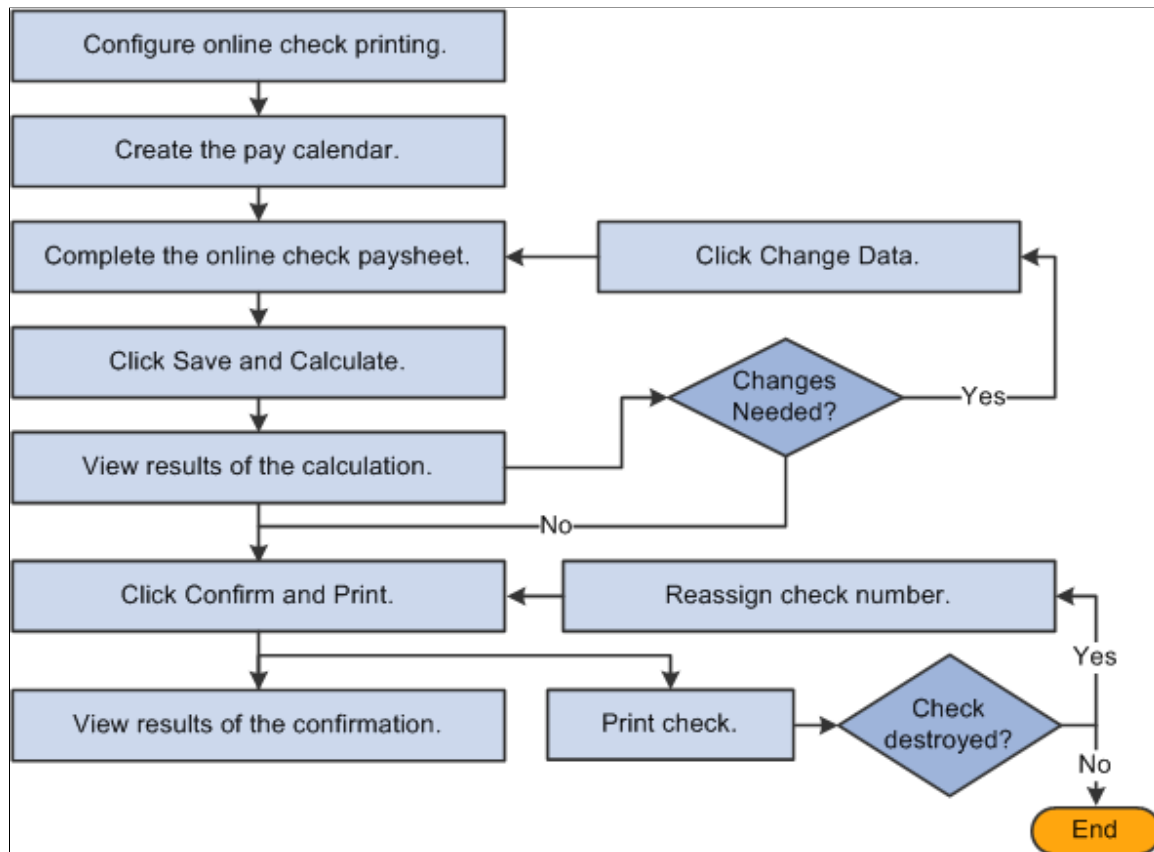 Configure online check printing.
Create the pay calendar.
Complete the online check paysheet.
Click Change Data.
Click Save and Calculate.
Changes
Needed?
Yes
View results of the calculation.
No
Click Confirm and Print.
Reassign check number.
Yes
View results of the confirmation.
Print check.
Check
destroyed?
No
End